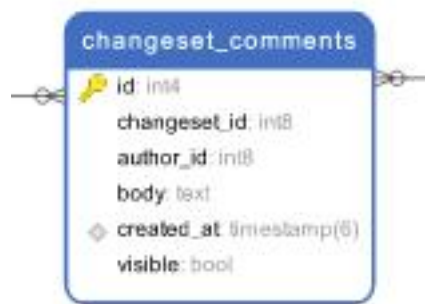 changeset_comments
id: int4
changeset_id: int8
author_id: int8
body: text
created_at: timestamp(6)
visible: bool